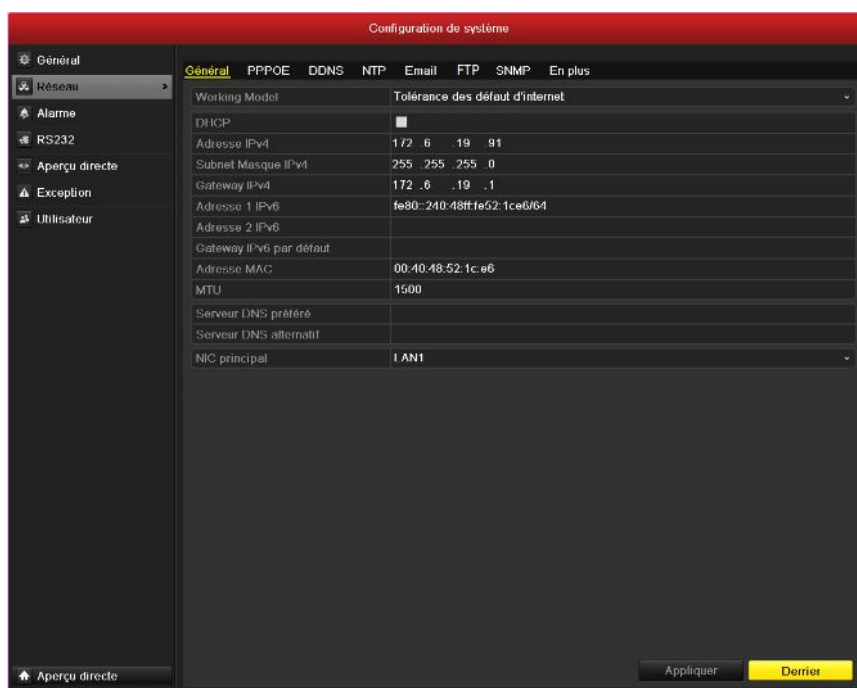 Configuration de système
Général
Réseau
Alarme
RS232
Aperçu directe
Exception
Utilisateur
Aperçu directe
Général PPPOE DDNS NTP Email FTP SNMP En plus
Working Model Tolérance des défaut d'internet
DHCP
Adresse IPv4 172 .6 .19 .91
Subnet Masque IPv4 255 .255 .255 .0
Gateway IPv4 172 .6 .19 .1
Adresse 1 IPv6 fe80::240:48ff:fe52:1ce6/64
Adresse 2 IPv6
Gateway IPv6 par défaut
Adresse MAC 00:40:48:52:1c:e6
MTU 1500
Serveur DNS préféré
Serveur DNS alternatif
NIC principal LAN1
Appliquer Derrier